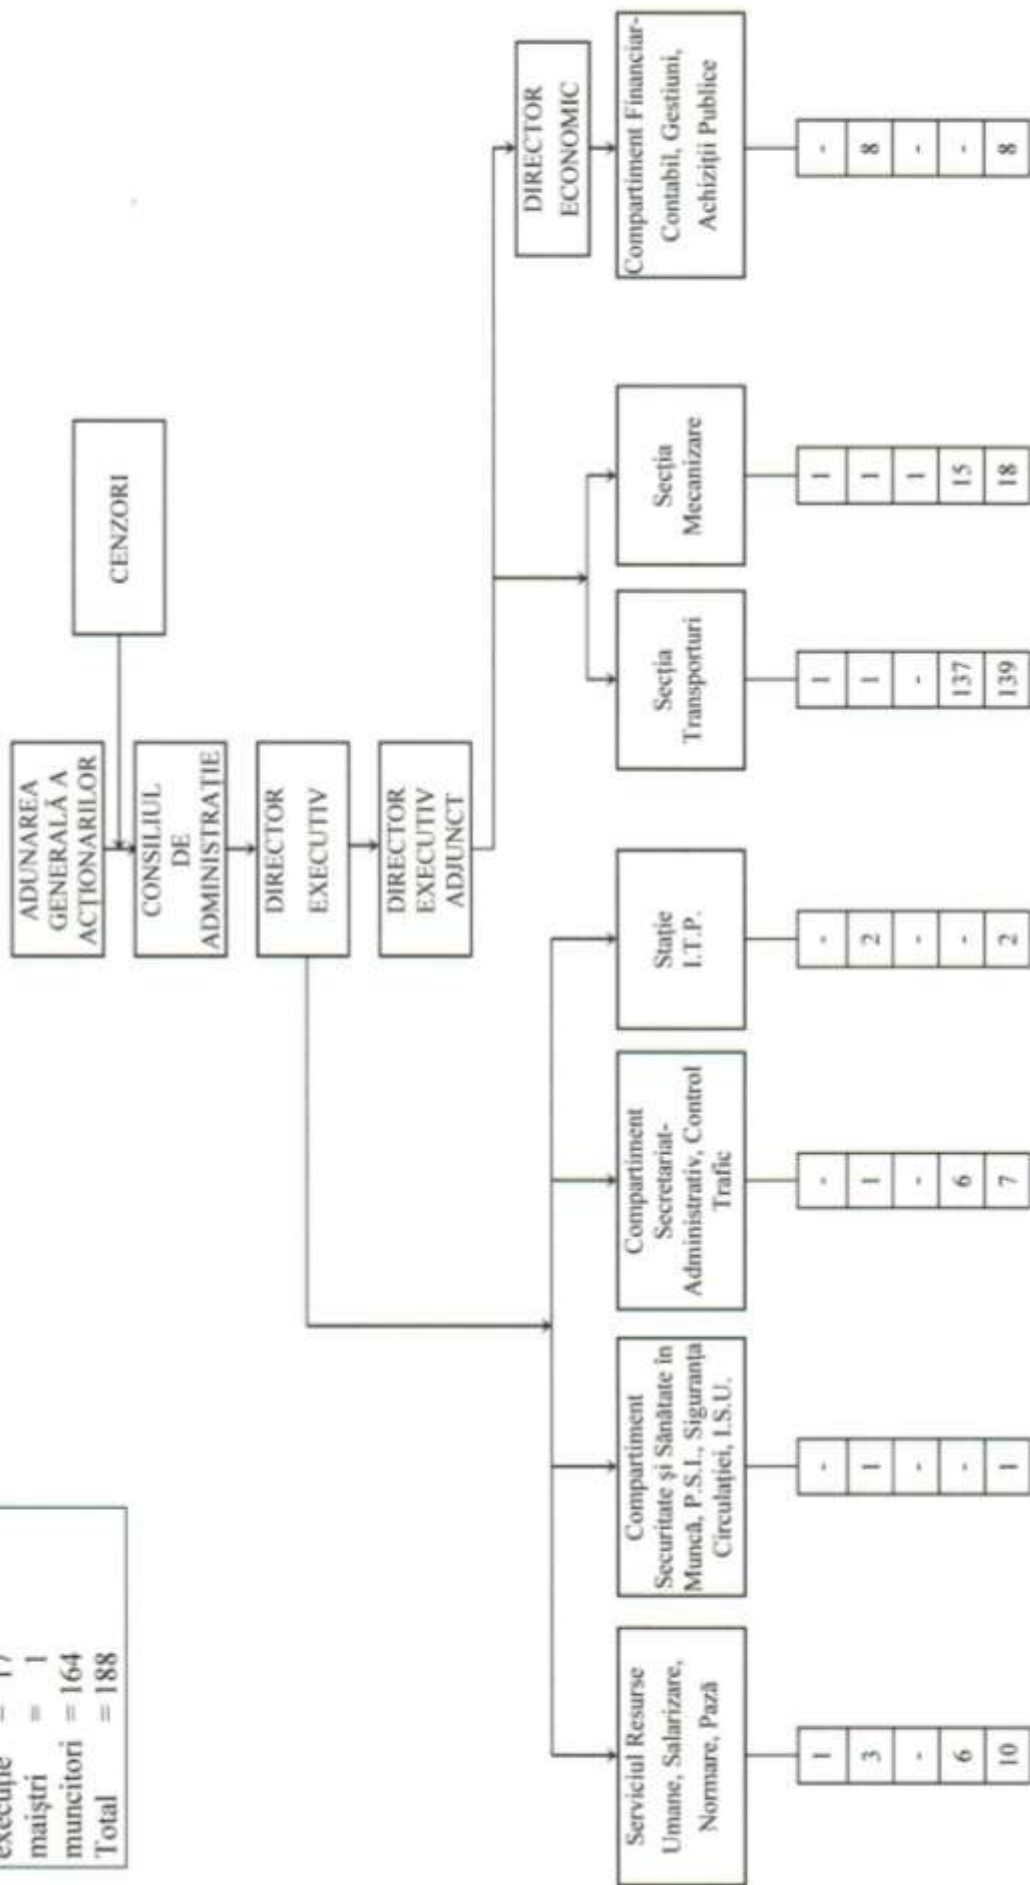 execuție = 17
maiștri = 1
muncitori = 164
Total = 188
ADUNAREA
GENERALĂ A
ACȚIONARILOR
CENZORI
CONSILIUL
DE
ADMINISTRAȚIE
DIRECTOR
EXECUTIV
DIRECTOR
EXECUTIV
ADJUNCT
DIRECTOR
ECONOMIC
Serviciul Resurse
Umane, Salarizare,
Normare, Pază
Compartiment
Securitate și Sănătate în
Muncă, P.S.I., Siguranța
Circulației, I.S.U.
Compartiment
Secretariat-
Administrativ, Control
Trafic
Stație
I.T.P.
Secția
Transporturi
Secția
Mecanizare
Compartiment Financiar-
Contabil, Gestiuni,
Achiziții Publice
1
3
-
6
10
-
1
-
-
1
-
1
-
6
7
-
2
-
-
2
1
1
-
137
139
1
1
1
15
18
-
8
-
-
8